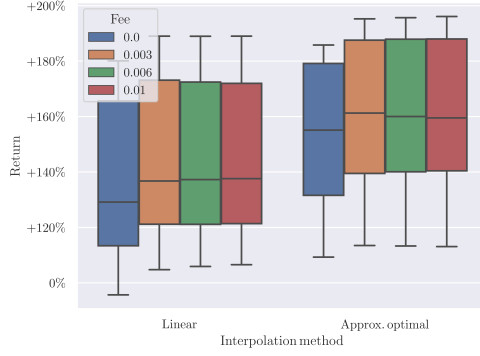 +200%
+180%
+160%
+140%
+120%
0%
Return
Fee
0.0
0.003
0.006
0.01
Linear
Approx. optimal
Interpolation method